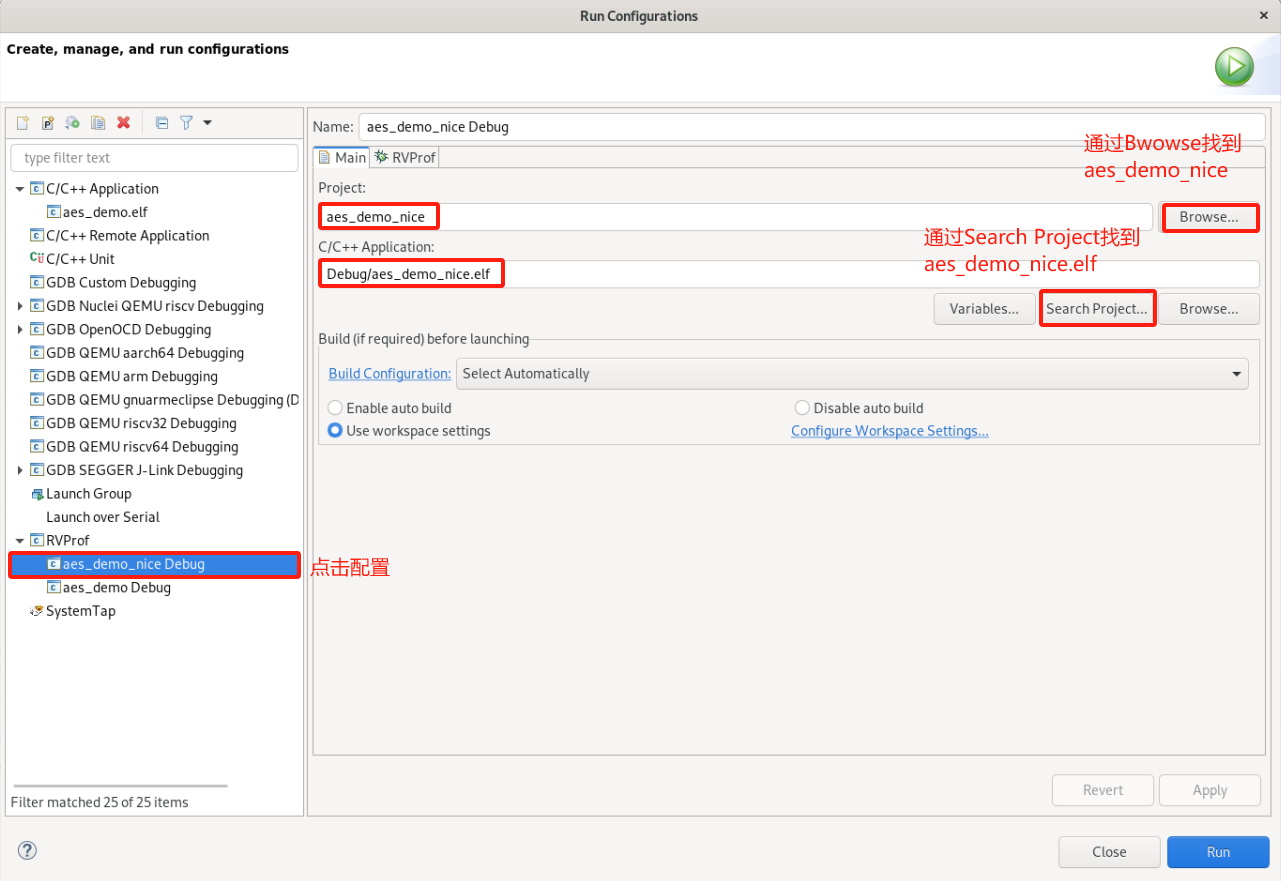 Run Configurations
Create, manage, and run configurations
type filter text
C/C++ Application
aes_demo.elf
C/C++ Remote Application
C/C++ Unit
GDB Custom Debugging
GDB Nuclei QEMU riscv Debugging
GDB OpenOCD Debugging
GDB QEMU aarch64 Debugging
GDB QEMU arm Debugging
GDB QEMU gnuarmeclipse Debugging (D
GDB QEMU riscv32 Debugging
GDB QEMU riscv64 Debugging
GDB SEGGER J-Link Debugging
Launch Group
Launch over Serial
RVProf
aes_demo_nice Debug
点击配置
aes_demo Debug
SystemTap
Filter matched 25 of 25 items
Name: aes_demo_nice Debug
Main RVProf
通过Bwowse找到
aes_demo_nice
Project:
aes_demo_nice Browse...
C/C++ Application:
通过Search Project找到
aes_demo_nice.elf
Debug/aes_demo_nice.elf
Variables... Search Project... Browse...
Build (if required) before launching
Build Configuration: Select Automatically
Enable auto build Disable auto build
Use workspace settings Configure Workspace Settings...
Revert Apply
Close Run